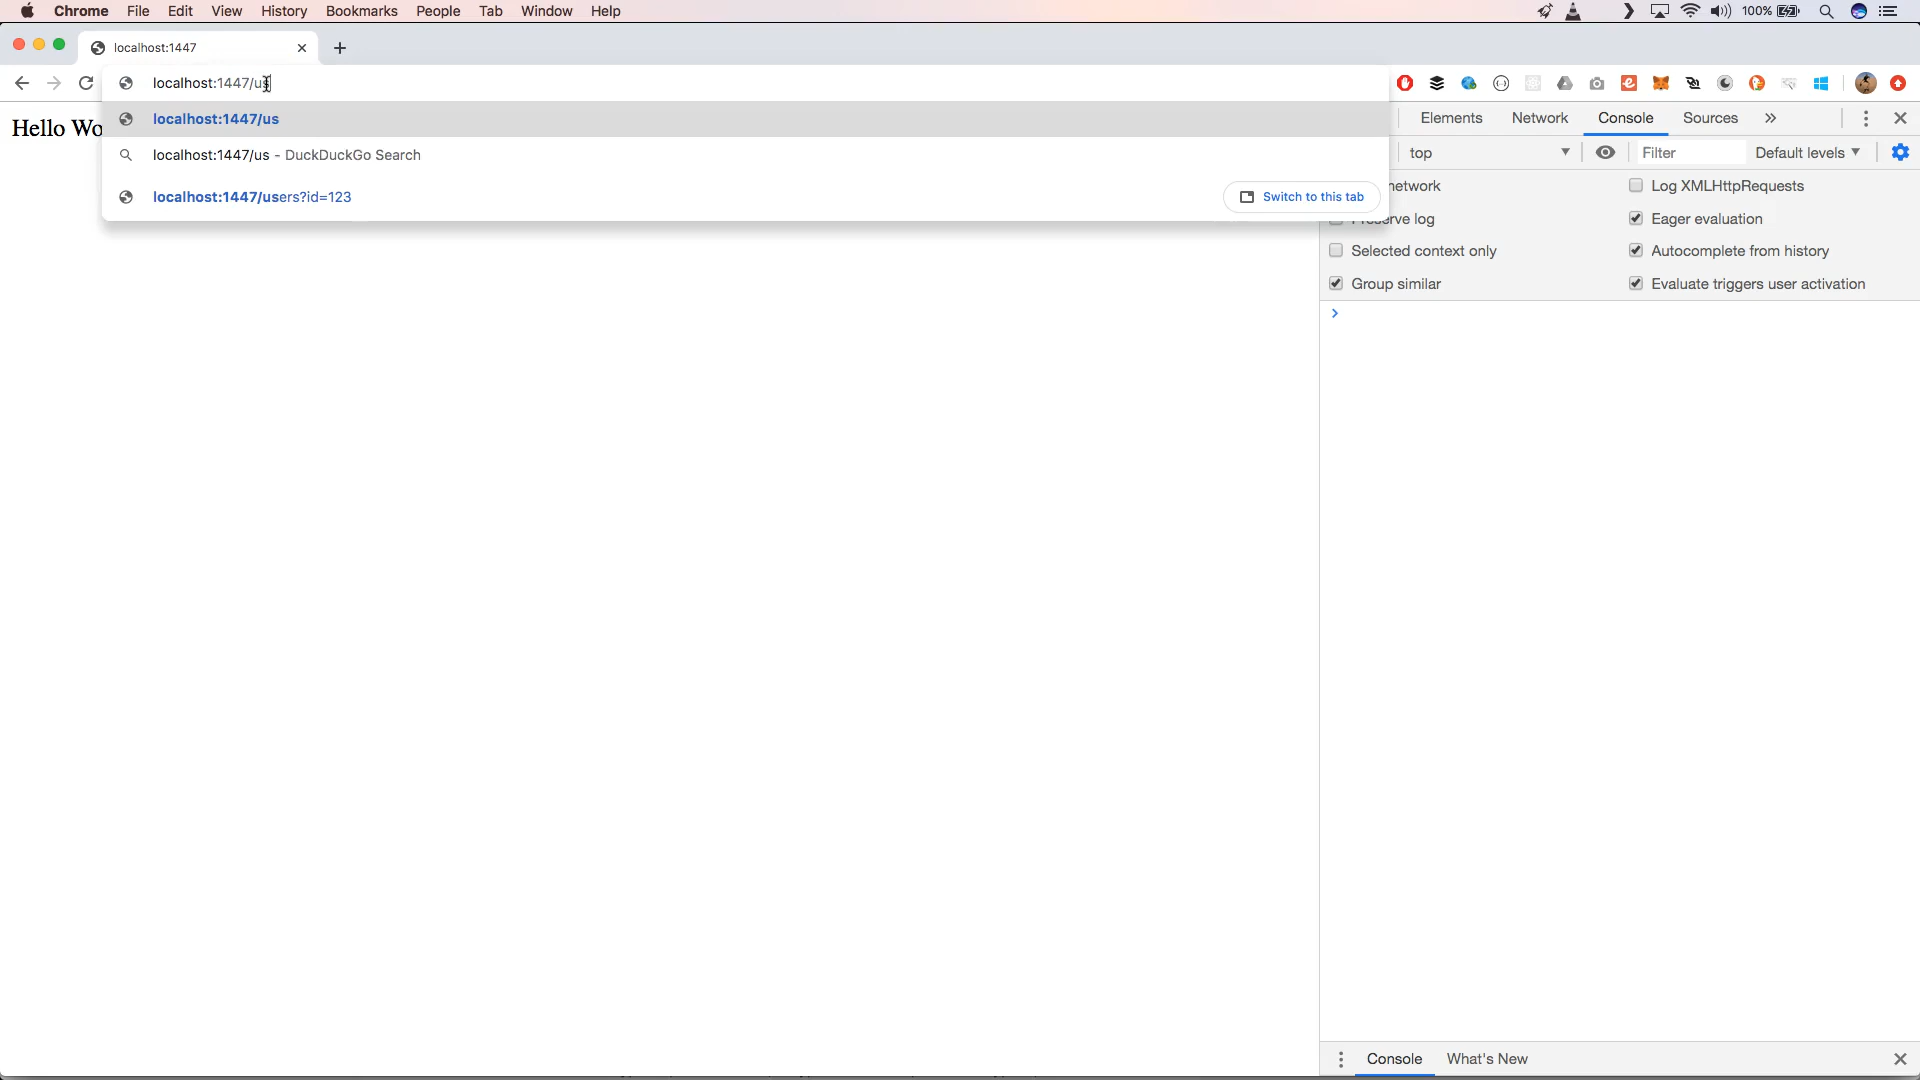 Chrome File Edit View History Bookmarks People Tab Window Help 100%
localhost:1447
localhost:1447/us
localhost:1447/us
localhost:1447/us - DuckDuckGo Search
localhost:1447/users?id=123 Switch to this tab
Hello Wo
Elements Network Console Sources
top Filter Default levels
network Log XMLHttpRequests
Preserve log Eager evaluation
Selected context only Autocomplete from history
Group similar Evaluate triggers user activation
Console What's New